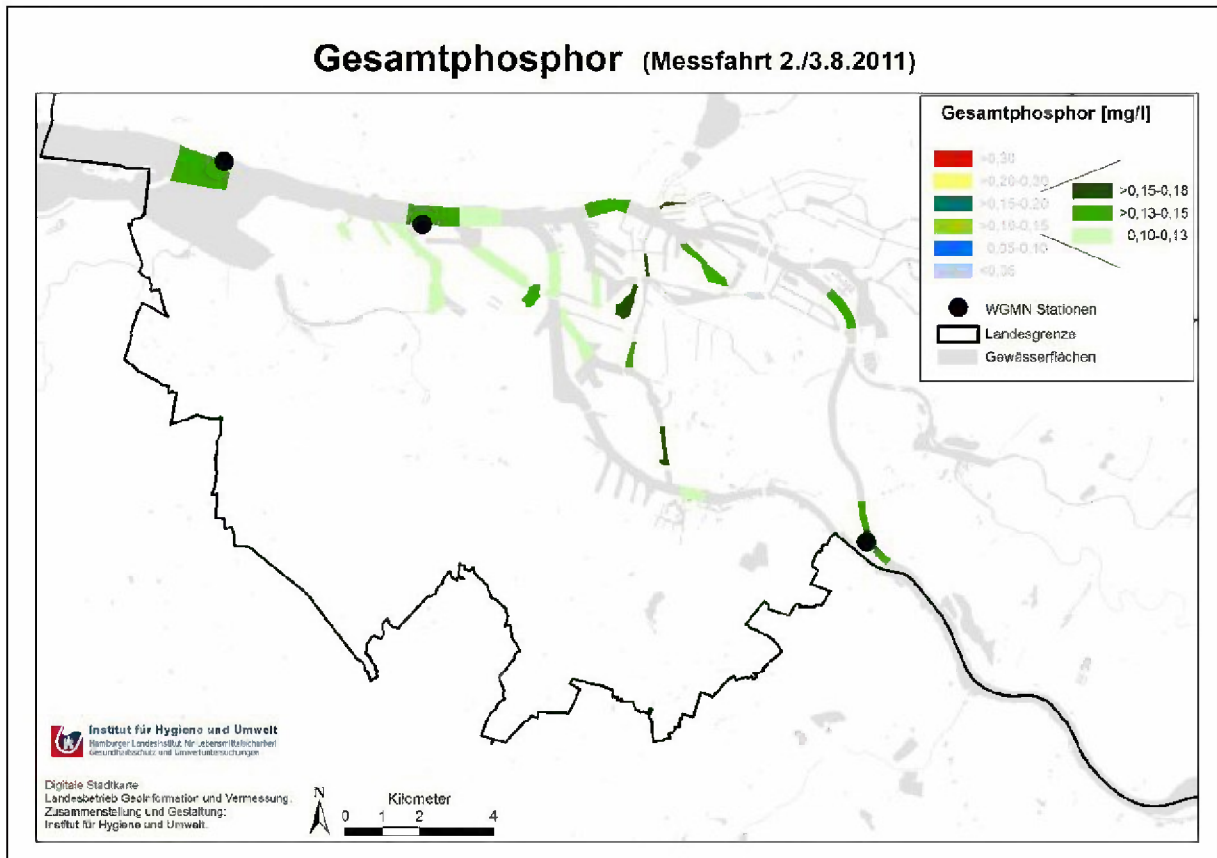 Gesamtphosphor (Messfahrt 2./3.8.2011)
Gesamtphosphor [mg/l]
>0,30
>0,20-0,30
>0,15-0,20
>0,10-0,15
0,05-0,10
<0,05
>0,15-0,18
>0,13-0,15
0,10-0,13
WGMN Stationen
Landesgrenze
Gewässerflächen
Institut für Hygiene und Umwelt
Hamburger Landesinstitut für Lebensmittelsicherheit
Gesundheitsschutz und Umweltuntersuchungen
Digitale Stadtkarte
Landesbetrieb Geoinformation und Vermessung.
Zusammenstellung und Gestaltung:
Institut für Hygiene und Umwelt.
N
Kilometer
0 1 2 4